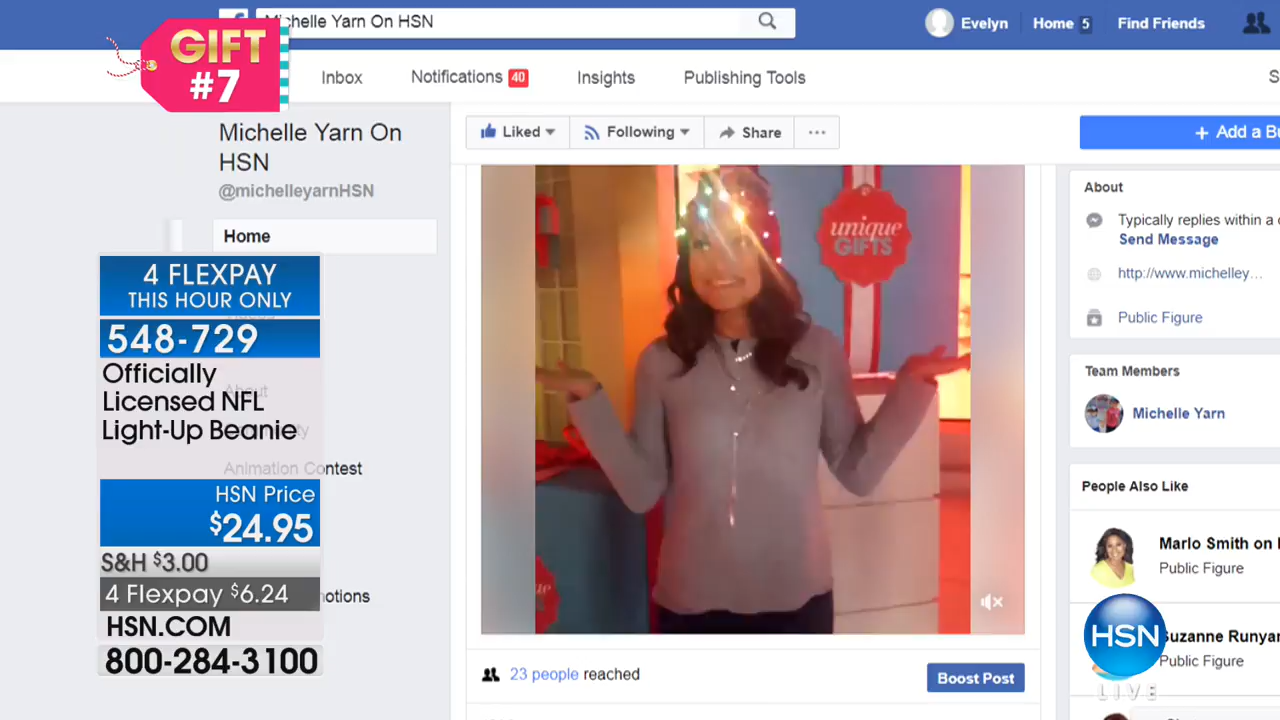 Michelle Yarn On HSN
Evelyn
Home 5
Find Friends
GIFT
#7
Inbox
Notifications 40
Insights
Publishing Tools
Michelle Yarn On
HSN
@michelleyarnHSN
Liked
Following
Share
+ Add a Bu
Home
About
Typically replies within a
Send Message
http://www.michelley...
Public Figure
Team Members
Michelle Yarn
People Also Like
Marlo Smith on
Public Figure
Suzanne Runyan
Public Figure
unique
GIFTS
4 FLEXPAY
THIS HOUR ONLY
548-729
Officially
Licensed NFL
Light-Up Beanie
About
Animation Contest
HSN Price
$24.95
S&H $3.00
4 Flexpay $6.24
HSN.COM
800-284-3100
23 people reached
Boost Post
HSN
LIVE